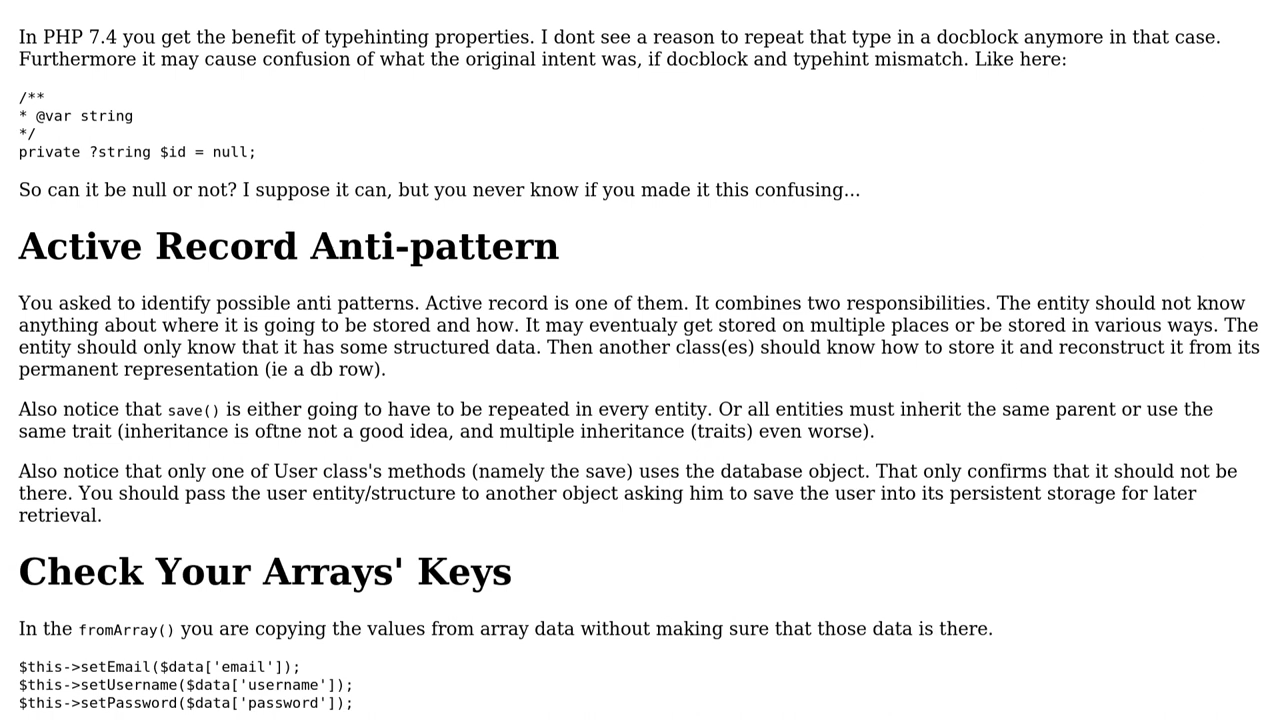 In PHP 7.4 you get the benefit of typehinting properties. I dont see a reason to repeat that type in a docblock anymore in that case.
Furthermore it may cause confusion of what the original intent was, if docblock and typehint mismatch. Like here:
/**
* @var string
*/
private ?string $id = null;
So can it be null or not? I suppose it can, but you never know if you made it this confusing...
Active Record Anti-pattern
You asked to identify possible anti patterns. Active record is one of them. It combines two responsibilities. The entity should not know
anything about where it is going to be stored and how. It may eventualy get stored on multiple places or be stored in various ways. The
entity should only know that it has some structured data. Then another class(es) should know how to store it and reconstruct it from its
permanent representation (ie a db row).
Also notice that save() is either going to have to be repeated in every entity. Or all entities must inherit the same parent or use the
same trait (inheritance is oftne not a good idea, and multiple inheritance (traits) even worse).
Also notice that only one of User class's methods (namely the save) uses the database object. That only confirms that it should not be
there. You should pass the user entity/structure to another object asking him to save the user into its persistent storage for later
retrieval.
Check Your Arrays' Keys
In the fromArray() you are copying the values from array data without making sure that those data is there.
$this->setEmail($data['email']);
$this->setUsername($data['username']);
$this->setPassword($data['password']);